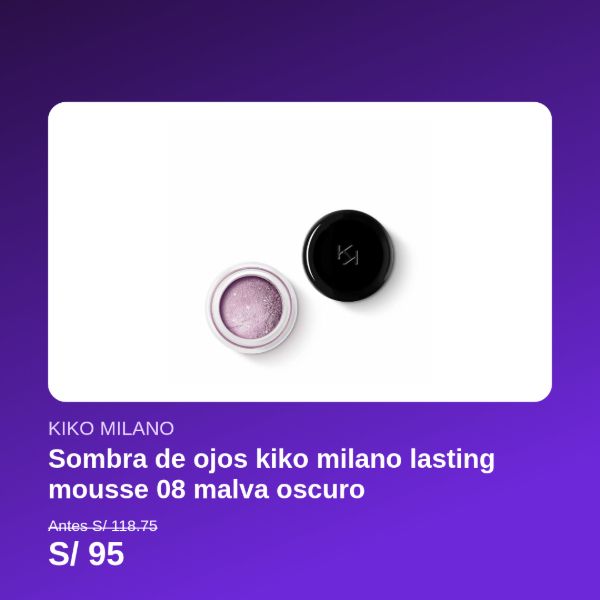 KIKO MILANO
Sombra de ojos kiko milano lasting
mousse 08 malva oscuro
Antes S/ 118.75
S/ 95